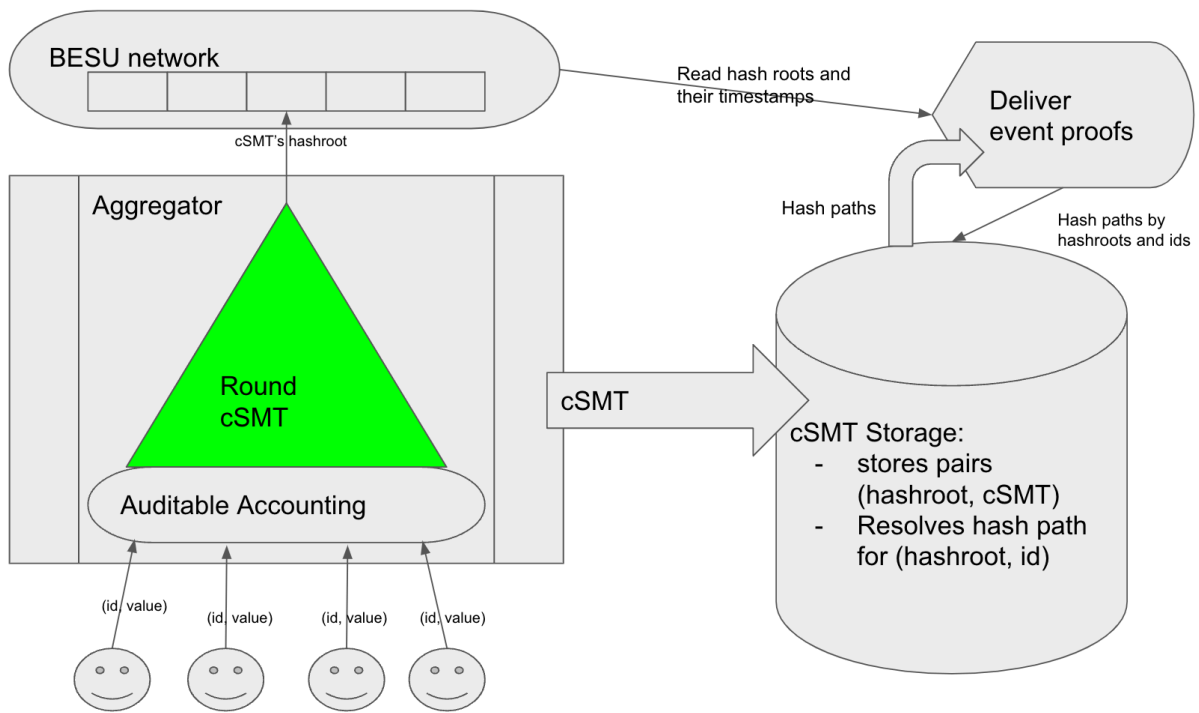 BESU network
Read hash roots and
their timestamps
Deliver
event proofs
cSMT's hashroot
Aggregator
Hash paths
Hash paths by
hashroots and ids
Round
cSMT
cSMT
Auditable Accounting
cSMT Storage:
- stores pairs
(hashroot, cSMT)
- Resolves hash path
for (hashroot, id)
(id, value)
(id, value)
(id, value)
(id, value)